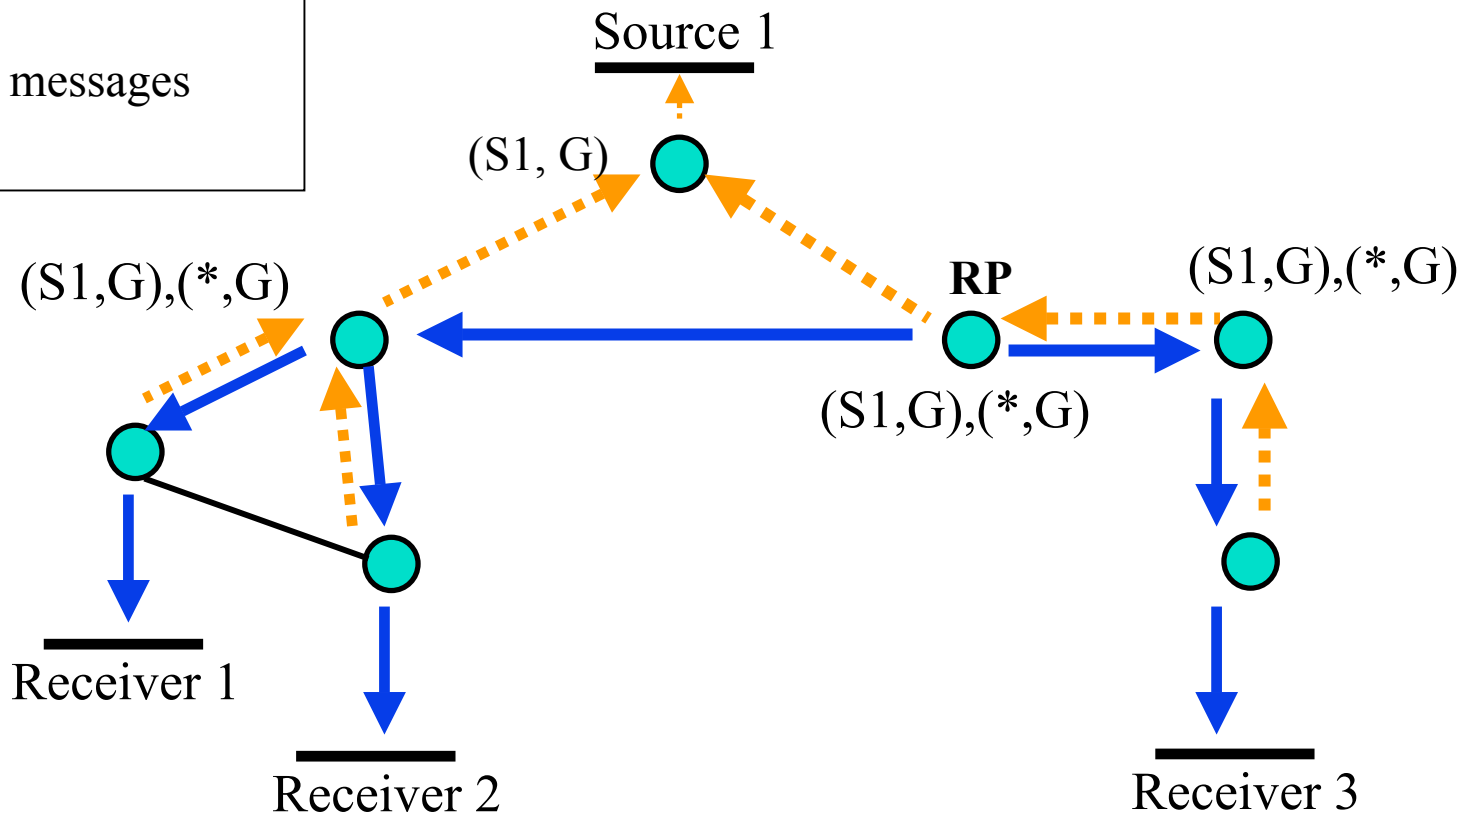 Source 1
messages
(S1, G)
(S1,G),(*,G)
RP
(S1,G),(*,G)
(S1,G),(*,G)
Receiver 1
Receiver 2
Receiver 3